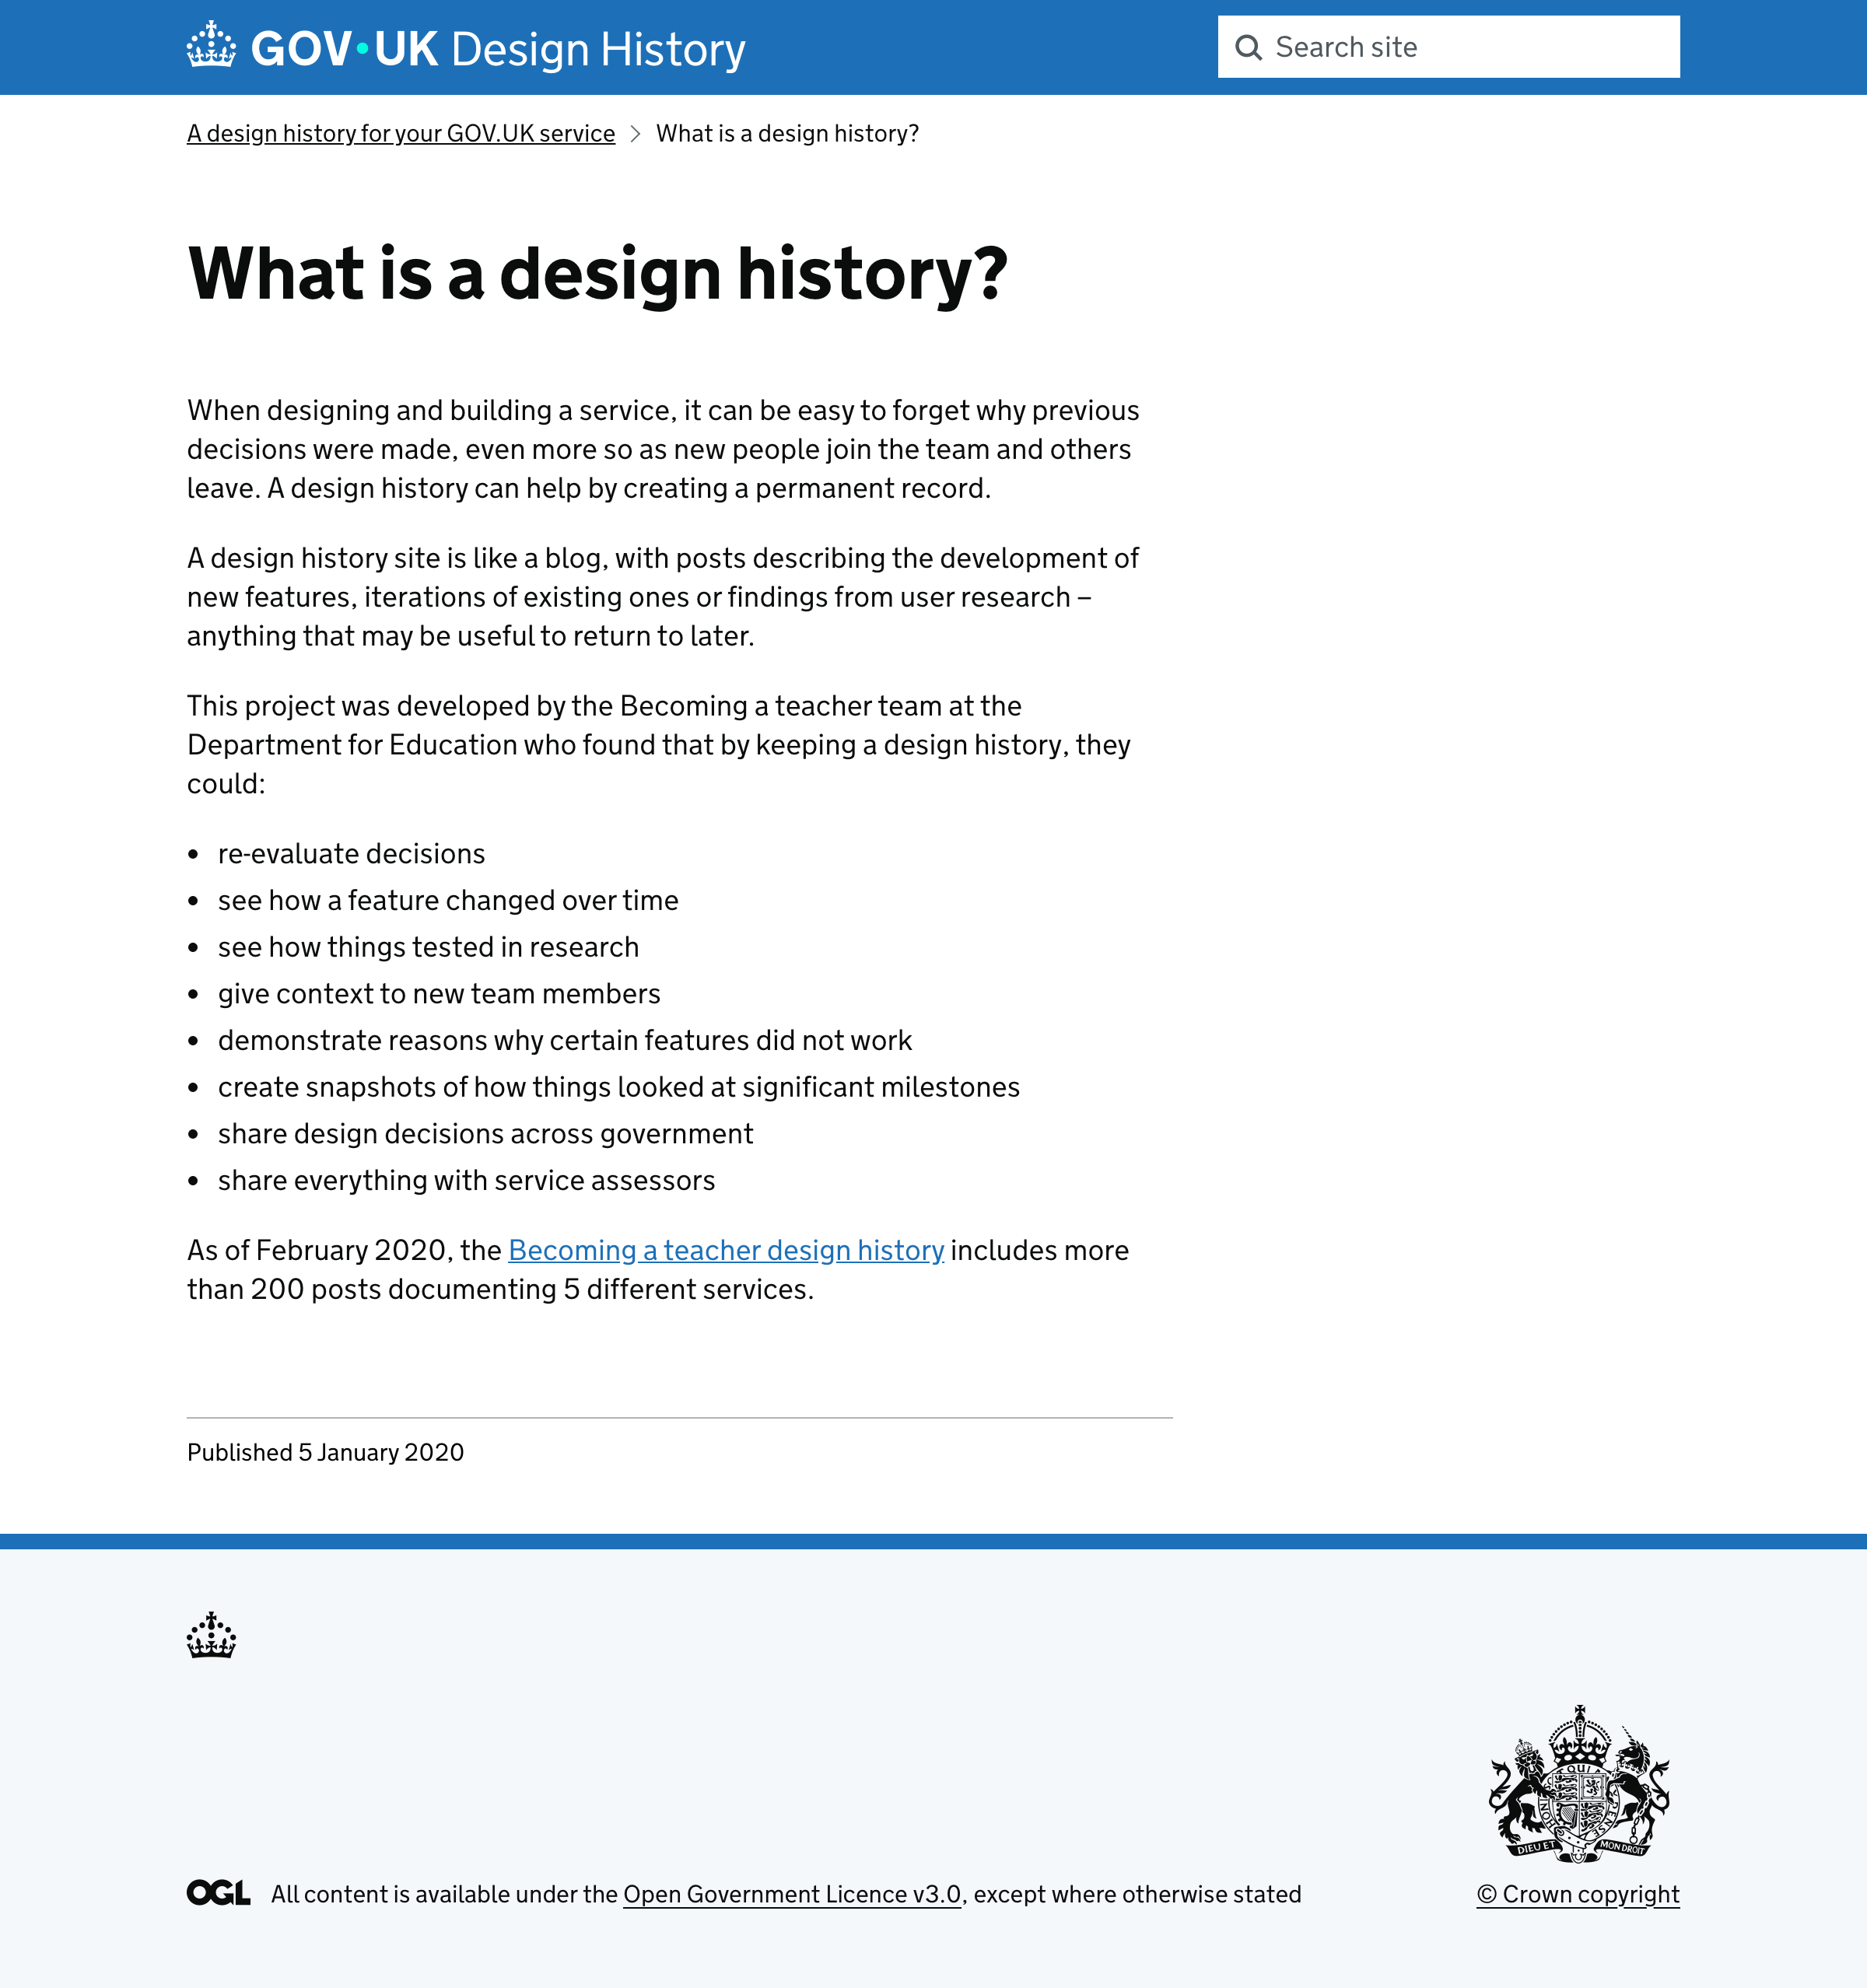 GOV·UK Design History
Search site
A design history for your GOV.UK service
What is a design history?
What is a design history?
When designing and building a service, it can be easy to forget why previous
decisions were made, even more so as new people join the team and others
leave. A design history can help by creating a permanent record.
A design history site is like a blog, with posts describing the development of
new features, iterations of existing ones or findings from user research –
anything that may be useful to return to later.
This project was developed by the Becoming a teacher team at the
Department for Education who found that by keeping a design history, they
could:
• re-evaluate decisions
• see how a feature changed over time
• see how things tested in research
• give context to new team members
• demonstrate reasons why certain features did not work
• create snapshots of how things looked at significant milestones
• share design decisions across government
• share everything with service assessors
As of February 2020, the Becoming a teacher design history includes more
than 200 posts documenting 5 different services.
Published 5 January 2020
DIEU ET MON DROIT
OGL All content is available under the Open Government Licence v3.0, except where otherwise stated
© Crown copyright